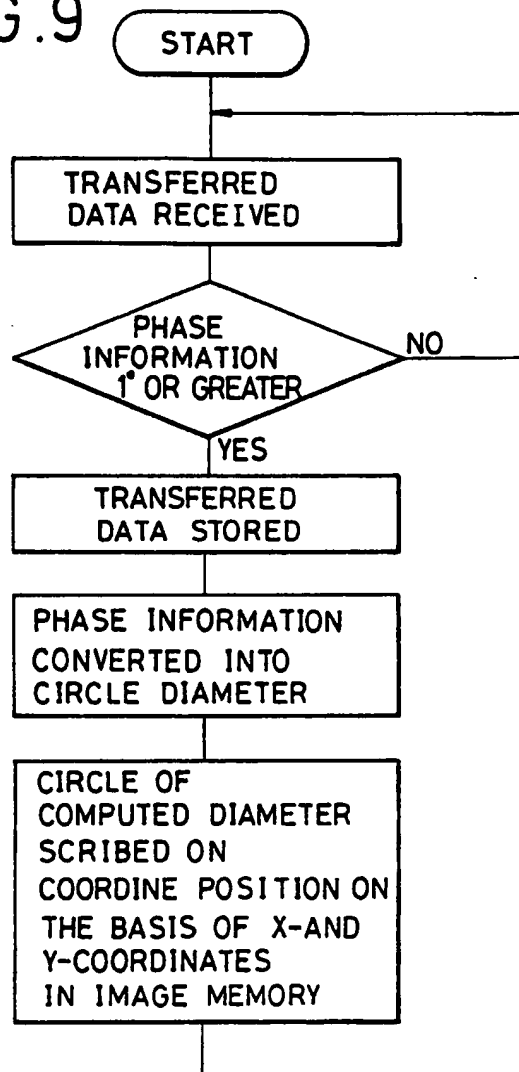 G.9
START
TRANSFERRED
DATA RECEIVED
PHASE
INFORMATION
1° OR GREATER
NO
YES
TRANSFERRED
DATA STORED
PHASE INFORMATION
CONVERTED INTO
CIRCLE DIAMETER
CIRCLE OF
COMPUTED DIAMETER
SCRIBED ON
COORDINE POSITION ON
THE BASIS OF X-AND
Y-COORDINATES
IN IMAGE MEMORY